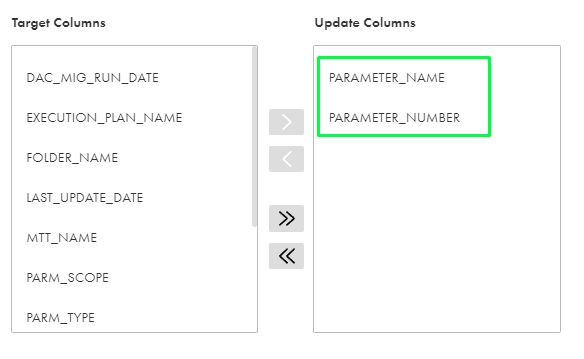 Target Columns
DAC_MIG_RUN_DATE
EXECUTION_PLAN_NAME
FOLDER_NAME
LAST_UPDATE_DATE
MTT_NAME
PARM_SCOPE
PARM_TYPE
Update Columns
PARAMETER_NAME
PARAMETER_NUMBER